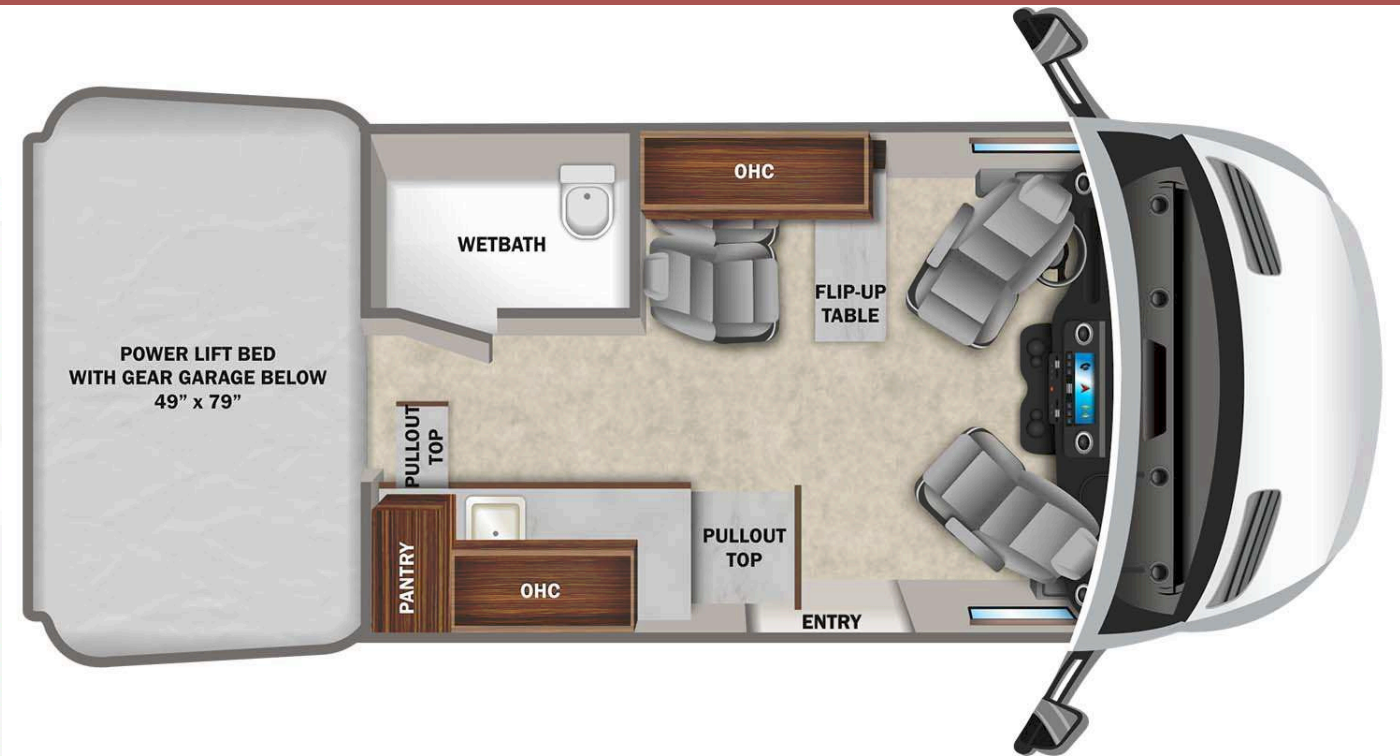 OHC
WETBATH
FLIP-UP
TABLE
POWER LIFT BED
WITH GEAR GARAGE BELOW
49” x 79”
PULLOUT
TOP
PULLOUT
TOP
PANTRY
OHC
ENTRY